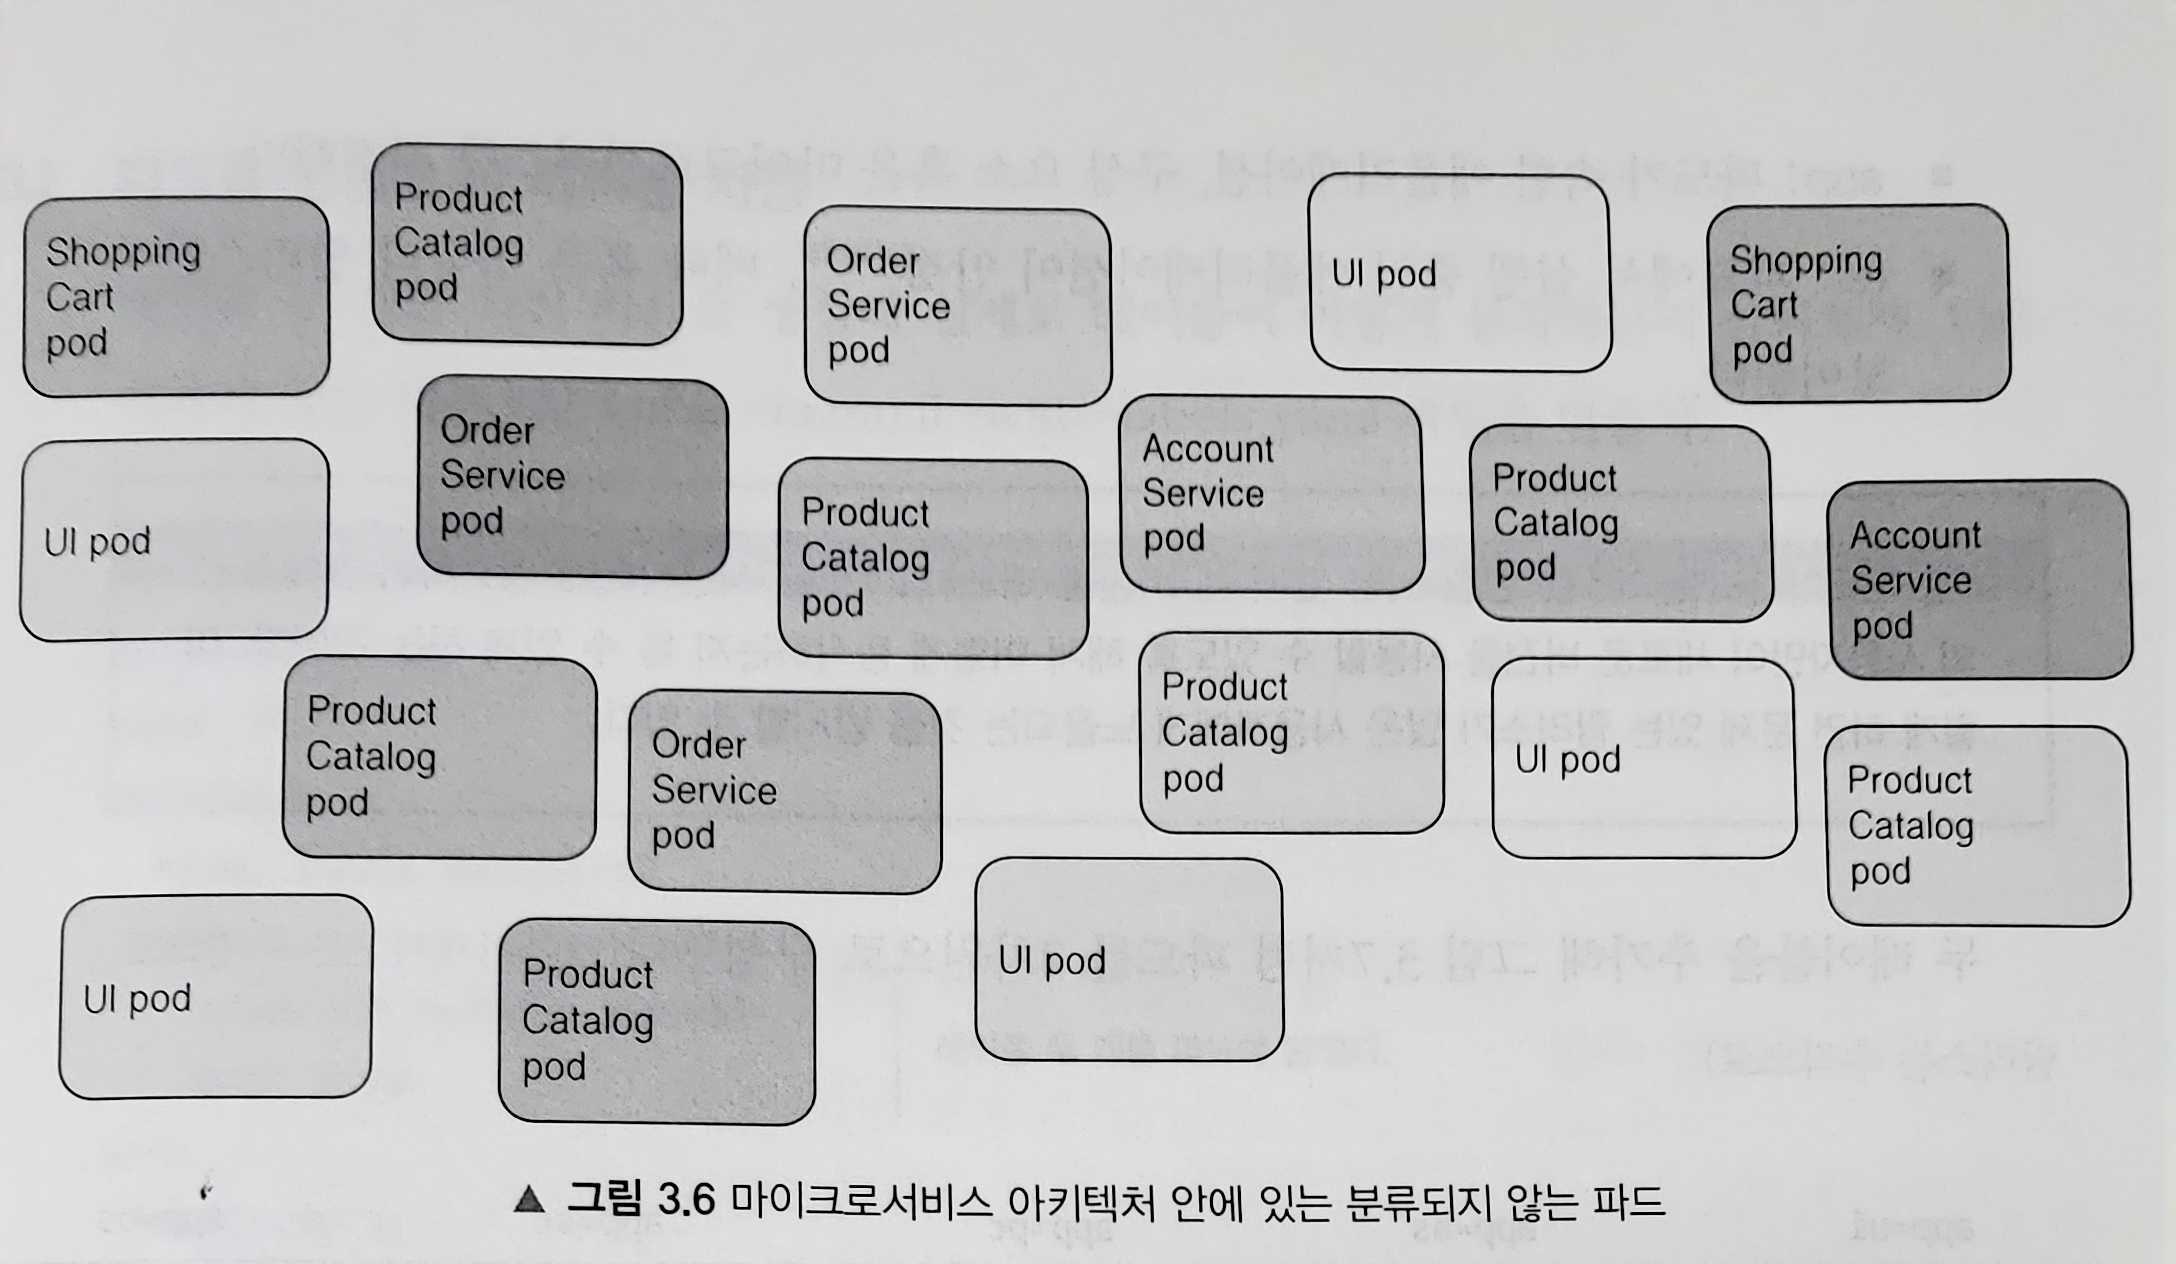 Shopping
Cart
pod
Product
Catalog
pod
Order
Service
pod
UI pod
Shopping
Cart
pod
UI pod
Order
Service
pod
Product
Catalog
pod
Account
Service
pod
Product
Catalog
pod
Account
Service
pod
Product
Catalog
pod
Order
Service
pod
Product
Catalog
pod
UI pod
Product
Catalog
pod
UI pod
Product
Catalog
pod
UI pod
▲ 그림 3.6 마이크로서비스 아키텍처 안에 있는 분류되지 않는 파드